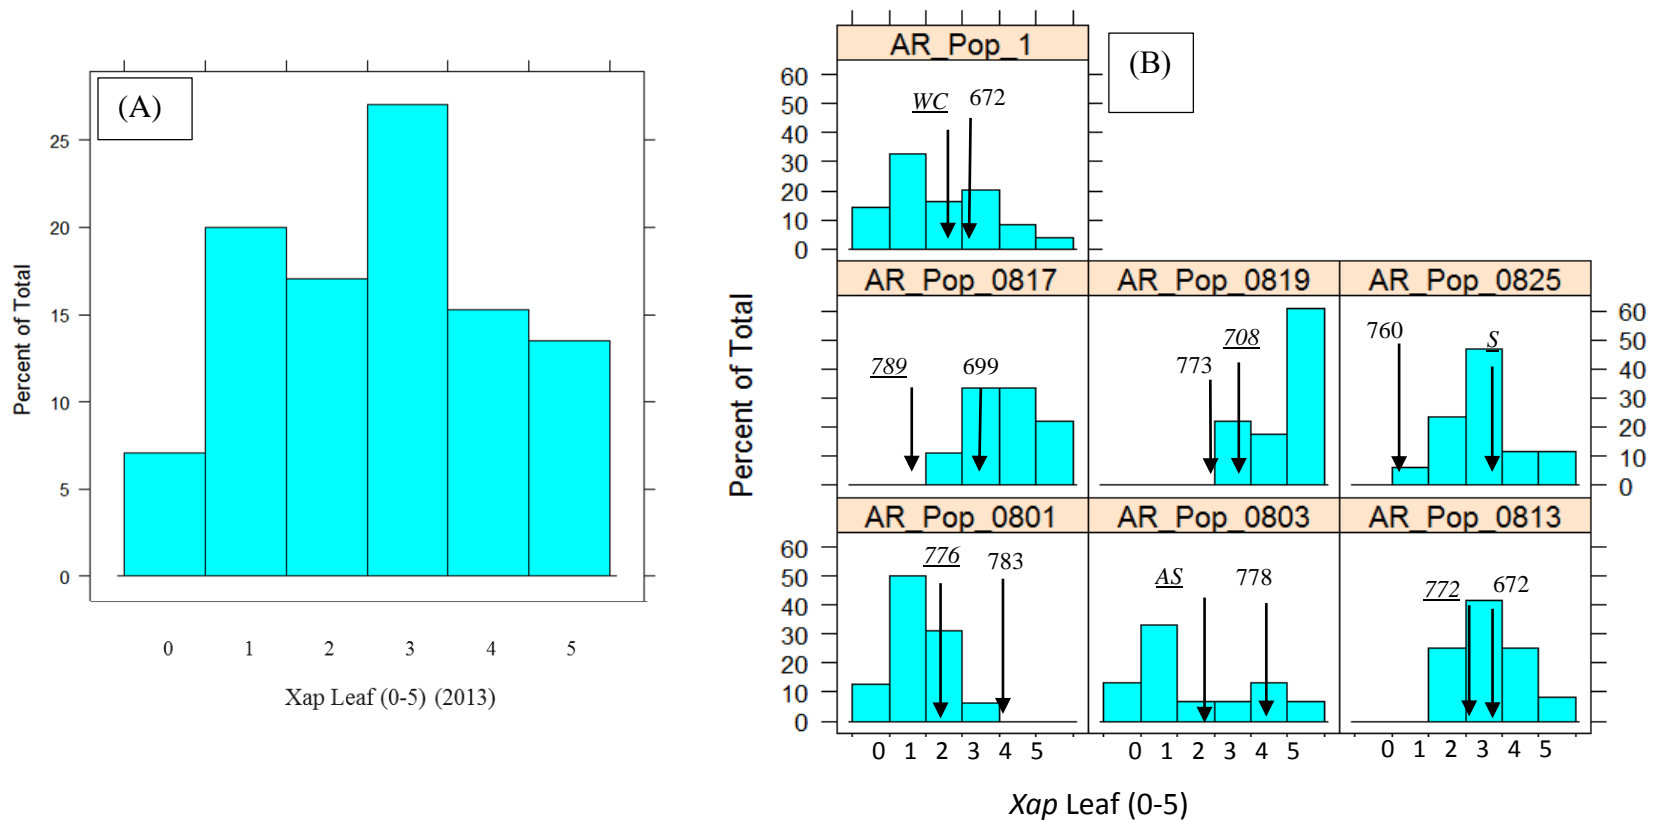 (A)
25
20
15
10
5
0
Percent of Total
0 1 2 3 4 5
Xap Leaf (0-5) (2013)
(B)
AR_Pop_1
60
50
40
30
20
10
0
WC 672
AR_Pop_0817 AR_Pop_0819 AR_Pop_0825
789 699
773 708
760 S
60
50
40
30
20
10
0
Percent of Total
AR_Pop_0801 AR_Pop_0803 AR_Pop_0813
60
50
40
30
20
10
0
776 783
AS 778
772 672
0 1 2 3 4 5 0 1 2 3 4 5 0 1 2 3 4 5
Xap Leaf (0-5)